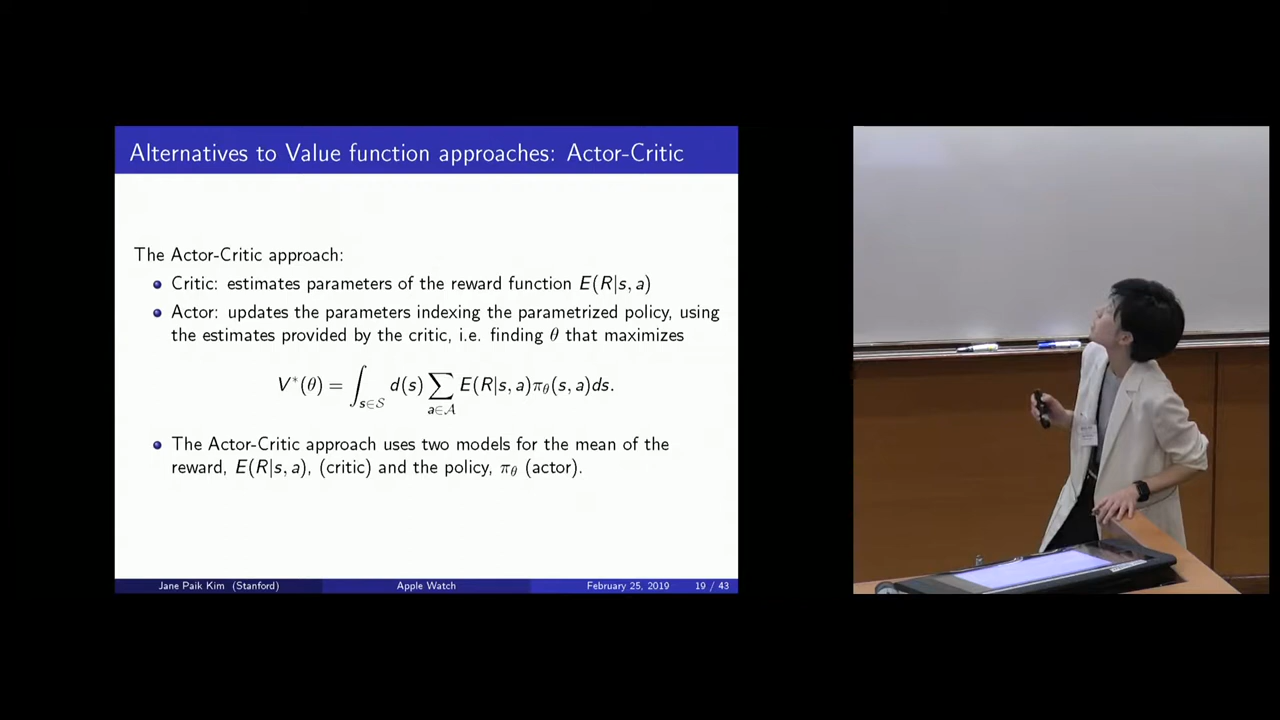 Alternatives to Value function approaches: Actor-Critic
The Actor-Critic approach:
Critic: estimates parameters of the reward function E(R|s, a)
Actor: updates the parameters indexing the parametrized policy, using
the estimates provided by the critic, i.e. finding θ that maximizes
V*(θ) = ∫_{s∈𝒮} d(s) ∑_{a∈𝒜} E(R|s, a)π_θ(s, a)ds.
The Actor-Critic approach uses two models for the mean of the
reward, E(R|s, a), (critic) and the policy, π_θ (actor).
Jane Paik Kim (Stanford) Apple Watch February 25, 2019 19 / 43